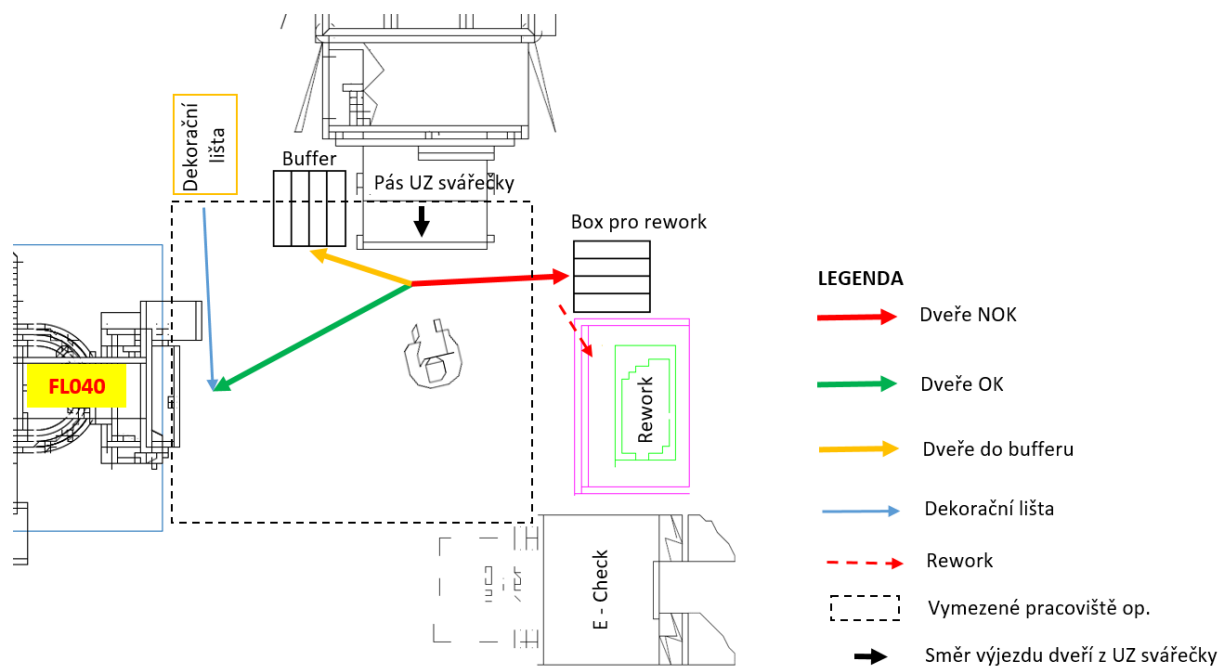 Dekorační
lišta
Buffer
Pás UZ svářečky
Box pro rework
FL040
Rework
E - Check
LEGENDA
Dveře NOK
Dveře OK
Dveře do bufferu
Dekorační lišta
Rework
Vymezené pracoviště op.
Směr výjezdu dveří z UZ svářečky